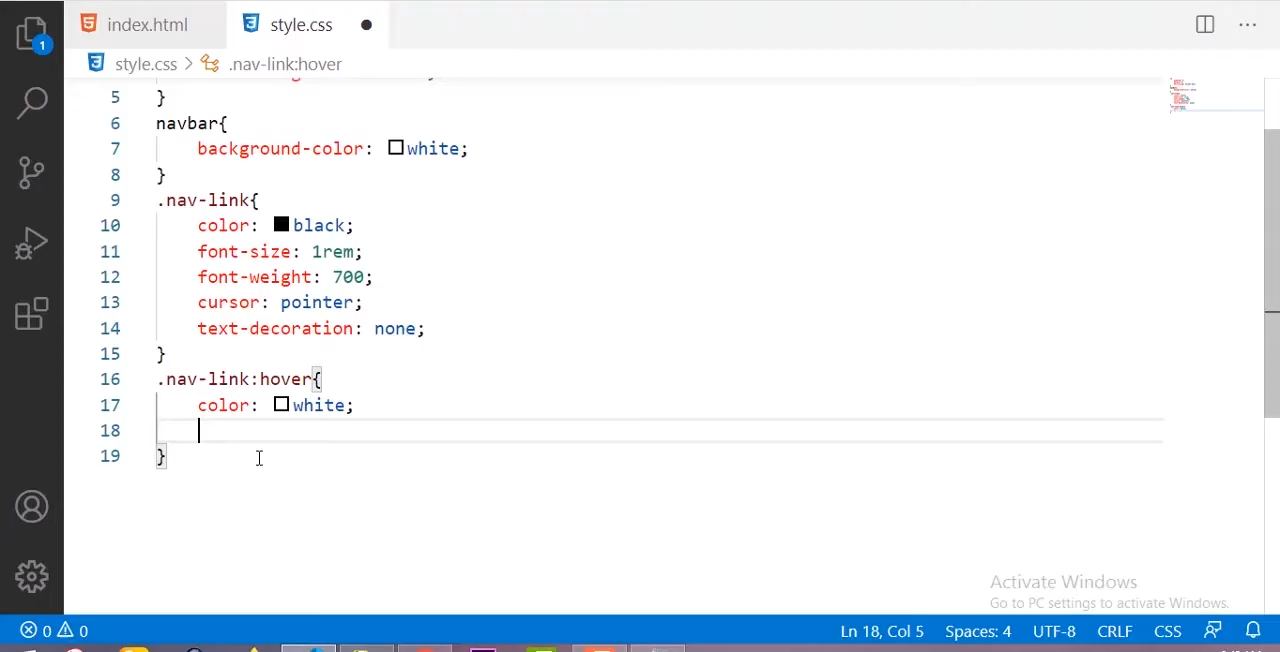 index.html
style.css
style.css > .nav-link:hover
5 }
6 navbar{
7 background-color: white;
8 }
9 .nav-link{
10 color: black;
11 font-size: 1rem;
12 font-weight: 700;
13 cursor: pointer;
14 text-decoration: none;
15 }
16 .nav-link:hover{
17 color: white;
18
19 }
1
Activate Windows
Go to PC settings to activate Windows.
0 0
Ln 18, Col 5 Spaces: 4 UTF-8 CRLF CSS